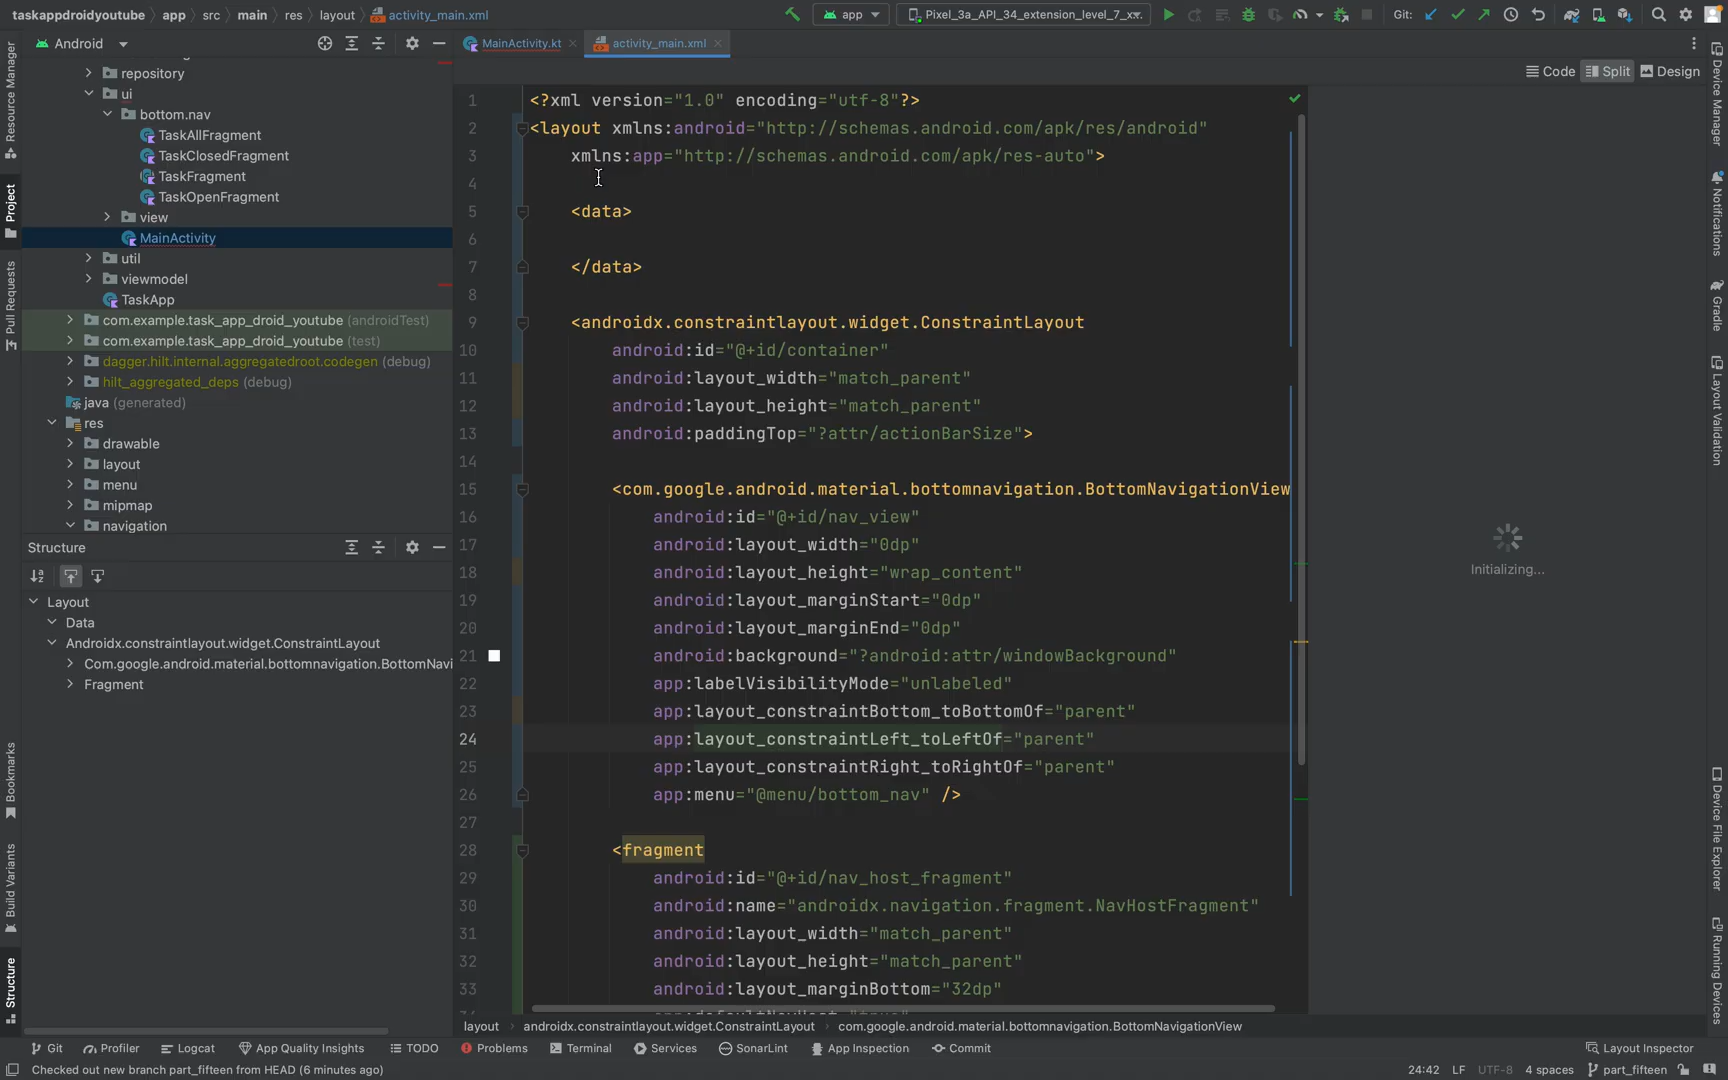 taskappdroidyoutube app src main res layout activity_main.xml
app Pixel_3a_API_34_extension_level_7_x Git:
Android
MainActivity.kt activity_main.xml
Code Split Design
Resource Manager
Project
Pull Requests
Bookmarks
Build Variants
Structure
repository
ui
bottom.nav
TaskAllFragment
TaskClosedFragment
TaskFragment
TaskOpenFragment
view
MainActivity
util
viewmodel
TaskApp
com.example.task_app_droid_youtube (androidTest)
com.example.task_app_droid_youtube (test)
dagger.hilt.internal.aggregatedroot.codegen (debug)
hilt_aggregated_deps (debug)
java (generated)
res
drawable
layout
menu
mipmap
navigation
Structure
Layout
Data
Androidx.constraintlayout.widget.ConstraintLayout
Com.google.android.material.bottomnavigation.BottomNavi
Fragment
1 <?xml version="1.0" encoding="utf-8"?>
2 <layout xmlns:android="http://schemas.android.com/apk/res/android"
3 xmlns:app="http://schemas.android.com/apk/res-auto">
4
5 <data>
6
7 </data>
8
9 <androidx.constraintlayout.widget.ConstraintLayout
10 android:id="@+id/container"
11 android:layout_width="match_parent"
12 android:layout_height="match_parent"
13 android:paddingTop="?attr/actionBarSize">
14
15 <com.google.android.material.bottomnavigation.BottomNavigationView
16 android:id="@+id/nav_view"
17 android:layout_width="0dp"
18 android:layout_height="wrap_content"
19 android:layout_marginStart="0dp"
20 android:layout_marginEnd="0dp"
21 android:background="?android:attr/windowBackground"
22 app:labelVisibilityMode="unlabeled"
23 app:layout_constraintBottom_toBottomOf="parent"
24 app:layout_constraintLeft_toLeftOf="parent"
25 app:layout_constraintRight_toRightOf="parent"
26 app:menu="@menu/bottom_nav" />
27
28 <fragment
29 android:id="@+id/nav_host_fragment"
30 android:name="androidx.navigation.fragment.NavHostFragment"
31 android:layout_width="match_parent"
32 android:layout_height="match_parent"
33 android:layout_marginBottom="32dp"
layout androidx.constraintlayout.widget.ConstraintLayout com.google.android.material.bottomnavigation.BottomNavigationView
Initializing...
Device Manager
Notifications
Gradle
Layout Validation
Device File Explorer
Running Devices
Git Profiler Logcat App Quality Insights TODO Problems Terminal Services SonarLint App Inspection Commit Layout Inspector
Checked out new branch part_fifteen from HEAD (6 minutes ago) 24:42 LF UTF-8 4 spaces part_fifteen